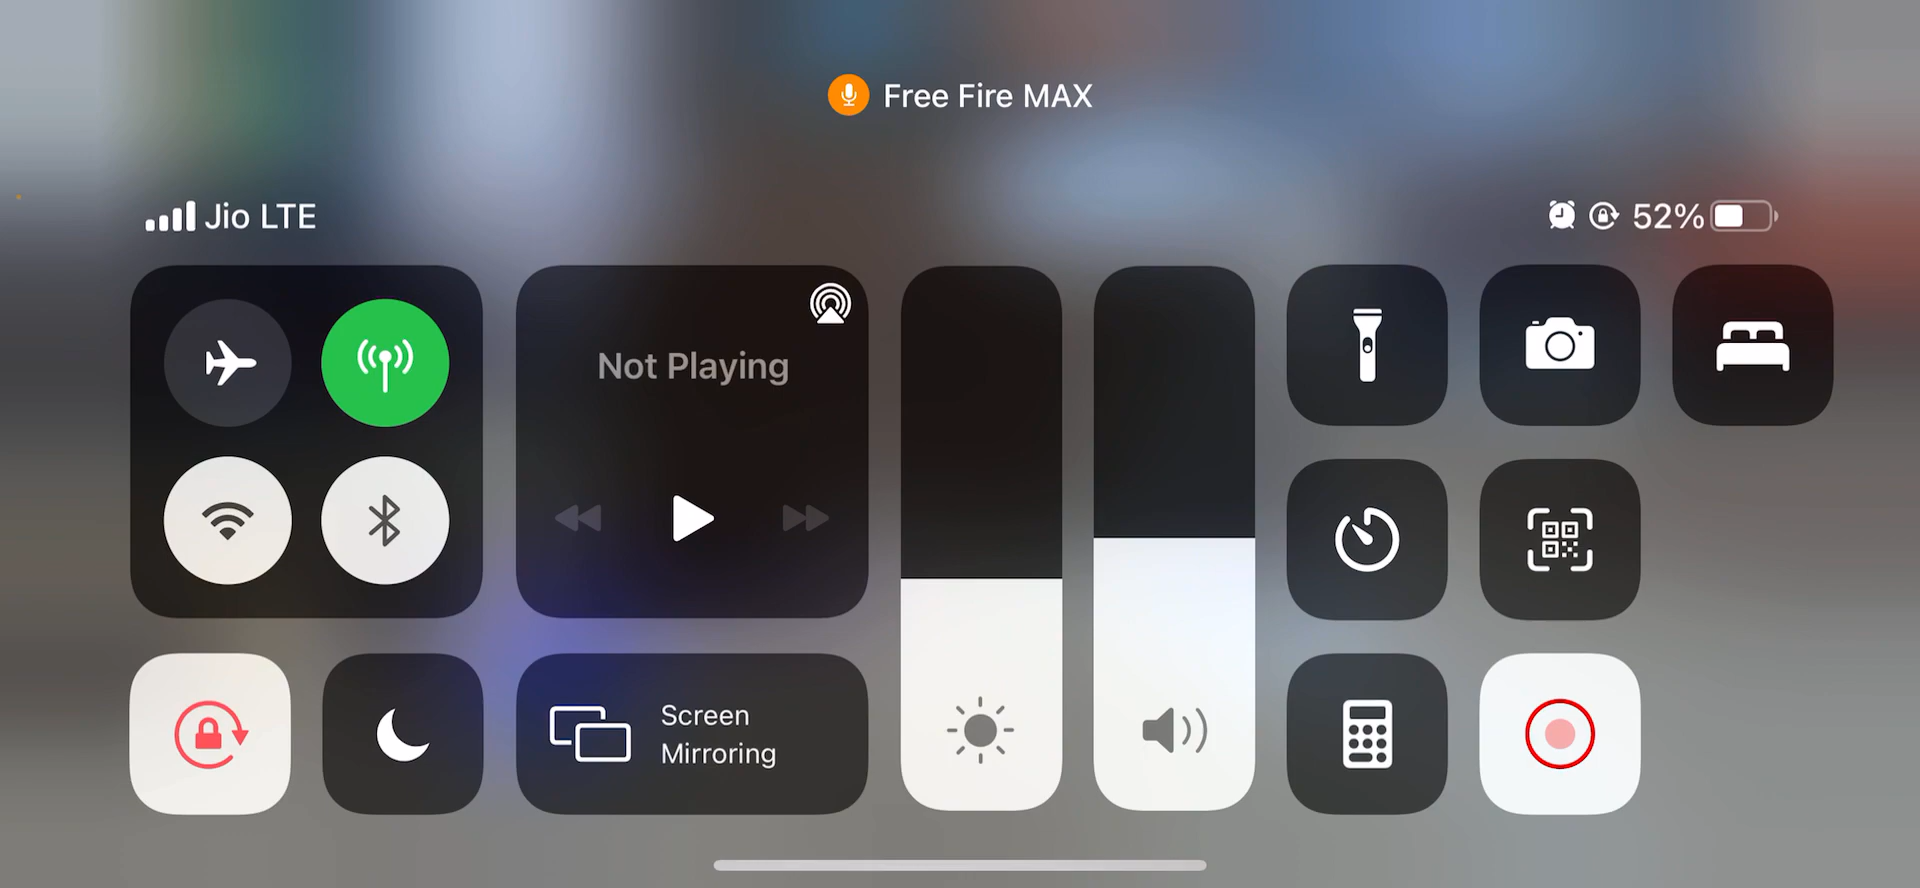 Free Fire MAX
Jio LTE
52%
Not Playing
Screen
Mirroring